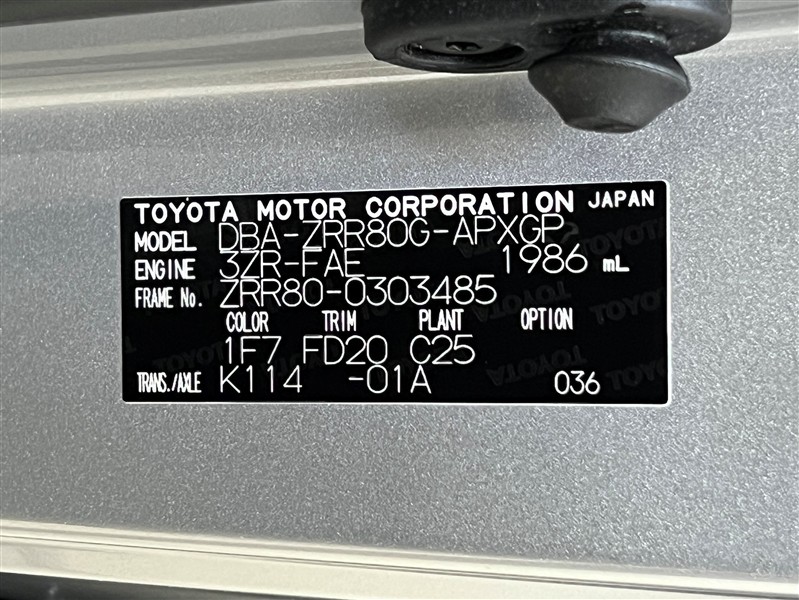 TOYOTA MOTOR CORPORATION JAPAN
MODEL DBA-ZRR80G-APXGP
ENGINE 3ZR-FAE 1986 mL
FRAME No. ZRR80-0303485
COLOR TRIM PLANT OPTION
1F7 FD20 C25
TRANS./AXLE K114 -01A 036